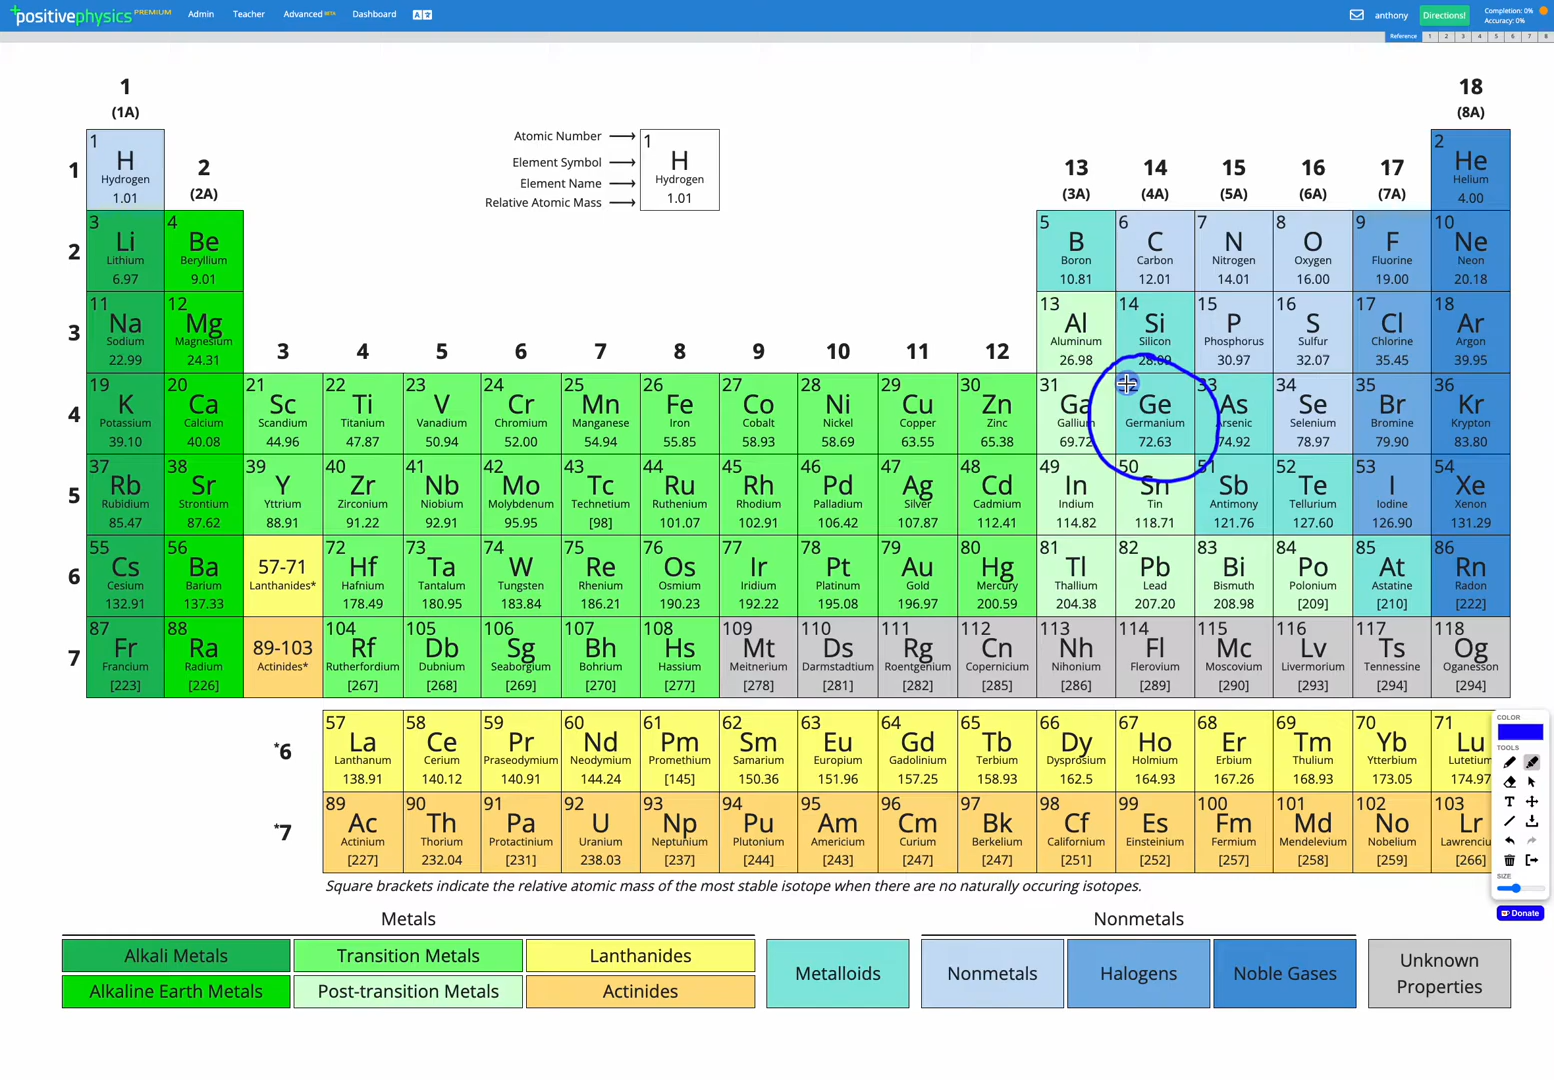 positivephysics PREMIUM Admin Teacher Advanced BETA Dashboard anthony Directions! Completion: 0%
Accuracy: 0%
Reference 1 2 3 4 5 6 7 8
1 18
(1A) (8A)
Atomic Number 1
Element Symbol H
Element Name Hydrogen
Relative Atomic Mass 1.01
2 13 14 15 16 17
(2A) (3A) (4A) (5A) (6A) (7A)
1
1 2
H He
Hydrogen Helium
1.01 4.00
2
3 4 5 6 7 8 9 10
Li Be B C N O F Ne
Lithium Beryllium Boron Carbon Nitrogen Oxygen Fluorine Neon
6.97 9.01 10.81 12.01 14.01 16.00 19.00 20.18
3
11 12 13 14 15 16 17 18
Na Mg Al Si P S Cl Ar
Sodium Magnesium Aluminum Silicon Phosphorus Sulfur Chlorine Argon
22.99 24.31 26.98 28.09 30.97 32.07 35.45 39.95
3 4 5 6 7 8 9 10 11 12
4
19 20 21 22 23 24 25 26 27 28 29 30 31 33 34 35 36
K Ca Sc Ti V Cr Mn Fe Co Ni Cu Zn Ga Ge As Se Br Kr
Potassium Calcium Scandium Titanium Vanadium Chromium Manganese Iron Cobalt Nickel Copper Zinc Gallium Germanium Arsenic Selenium Bromine Krypton
39.10 40.08 44.96 47.87 50.94 52.00 54.94 55.85 58.93 58.69 63.55 65.38 69.72 72.63 74.92 78.97 79.90 83.80
5
37 38 39 40 41 42 43 44 45 46 47 48 49 50 51 52 53 54
Rb Sr Y Zr Nb Mo Tc Ru Rh Pd Ag Cd In Sn Sb Te I Xe
Rubidium Strontium Yttrium Zirconium Niobium Molybdenum Technetium Ruthenium Rhodium Palladium Silver Cadmium Indium Tin Antimony Tellurium Iodine Xenon
85.47 87.62 88.91 91.22 92.91 95.95 [98] 101.07 102.91 106.42 107.87 112.41 114.82 118.71 121.76 127.60 126.90 131.29
6
55 56 57-71 72 73 74 75 76 77 78 79 80 81 82 83 84 85 86
Cs Ba Hf Ta W Re Os Ir Pt Au Hg Tl Pb Bi Po At Rn
Cesium Barium Lanthanides* Hafnium Tantalum Tungsten Rhenium Osmium Iridium Platinum Gold Mercury Thallium Lead Bismuth Polonium Astatine Radon
132.91 137.33 178.49 180.95 183.84 186.21 190.23 192.22 195.08 196.97 200.59 204.38 207.20 208.98 [209] [210] [222]
7
87 88 89-103 104 105 106 107 108 109 110 111 112 113 114 115 116 117 118
Fr Ra Rf Db Sg Bh Hs Mt Ds Rg Cn Nh Fl Mc Lv Ts Og
Francium Radium Actinides* Rutherfordium Dubnium Seaborgium Bohrium Hassium Meitnerium Darmstadtium Roentgenium Copernicium Nihonium Flerovium Moscovium Livermorium Tennessine Oganesson
[223] [226] [267] [268] [269] [270] [277] [278] [281] [282] [285] [286] [289] [290] [293] [294] [294]
*6
57 58 59 60 61 62 63 64 65 66 67 68 69 70 71
La Ce Pr Nd Pm Sm Eu Gd Tb Dy Ho Er Tm Yb Lu
Lanthanum Cerium Praseodymium Neodymium Promethium Samarium Europium Gadolinium Terbium Dysprosium Holmium Erbium Thulium Ytterbium Lutetium
138.91 140.12 140.91 144.24 [145] 150.36 151.96 157.25 158.93 162.5 164.93 167.26 168.93 173.05 174.97
*7
89 90 91 92 93 94 95 96 97 98 99 100 101 102 103
Ac Th Pa U Np Pu Am Cm Bk Cf Es Fm Md No Lr
Actinium Thorium Protactinium Uranium Neptunium Plutonium Americium Curium Berkelium Californium Einsteinium Fermium Mendelevium Nobelium Lawrenciu
[227] 232.04 [231] 238.03 [237] [244] [243] [247] [247] [251] [252] [257] [258] [259] [266]
Square brackets indicate the relative atomic mass of the most stable isotope when there are no naturally occuring isotopes.
Metals Nonmetals
Alkali Metals Transition Metals Lanthanides
Alkaline Earth Metals Post-transition Metals Actinides
Metalloids Nonmetals Halogens Noble Gases
Unknown
Properties
COLOR
TOOLS
T
SIZE
Donate